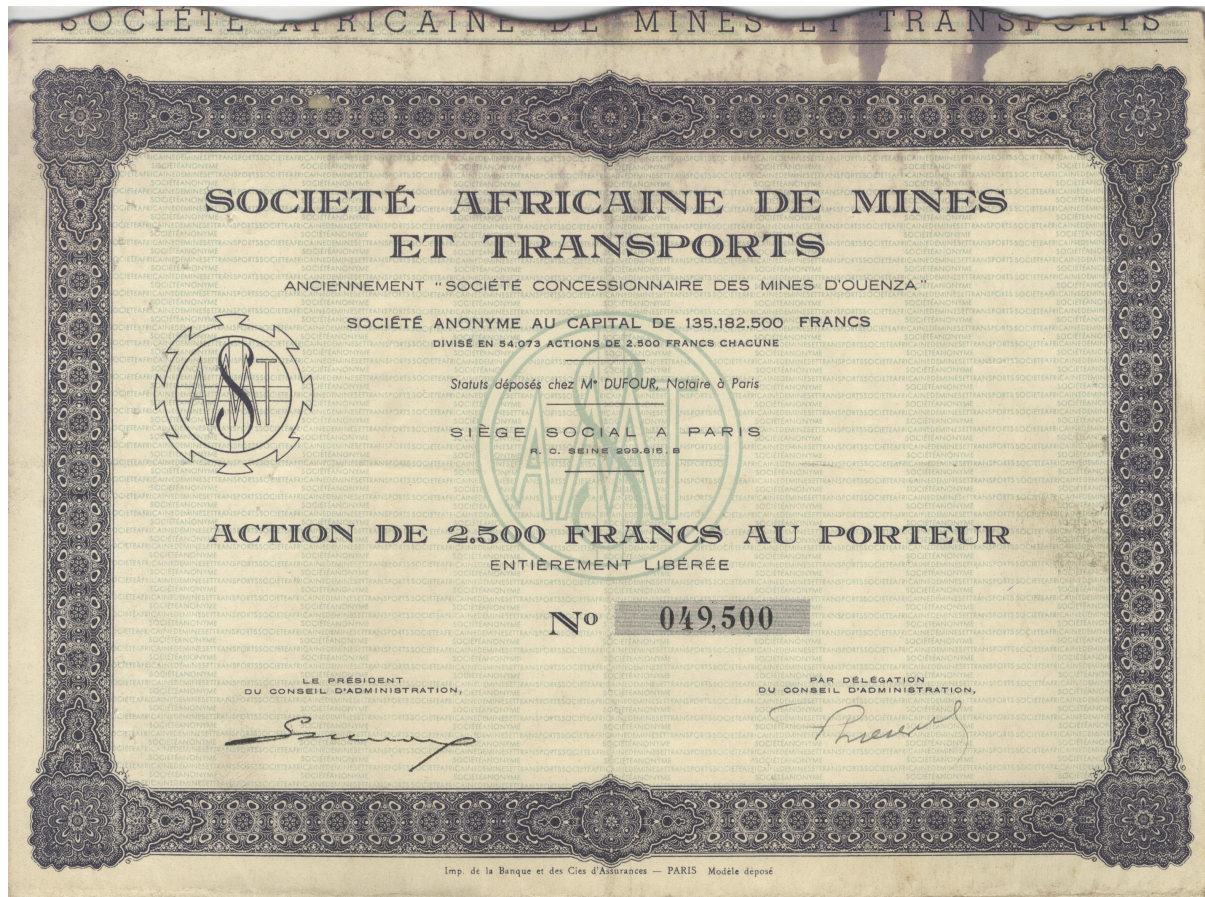 SOCIÉTÉ AFRICAINE DE MINES ET TRANSPORTS
SOCIETÉ AFRICAINE DE MINES
ET TRANSPORTS
ANCIENNEMENT "SOCIÉTÉ CONCESSIONNAIRE DES MINES D'OUENZA"
SOCIÉTÉ ANONYME AU CAPITAL DE 135.182.500 FRANCS
DIVISÉ EN 54.073 ACTIONS DE 2.500 FRANCS CHACUNE
SAMT
Statuts déposés chez Me DUFOUR, Notaire à Paris
SIÈGE SOCIAL A PARIS
R. C. SEINE 299.815. B
ACTION DE 2.500 FRANCS AU PORTEUR
ENTIÈREMENT LIBÉRÉE
No 049,500
LE PRÉSIDENT
DU CONSEIL D'ADMINISTRATION,
PAR DÉLÉGATION
DU CONSEIL D'ADMINISTRATION,
Imp. de la Banque et des Cies d'Assurances — PARIS Modèle déposé